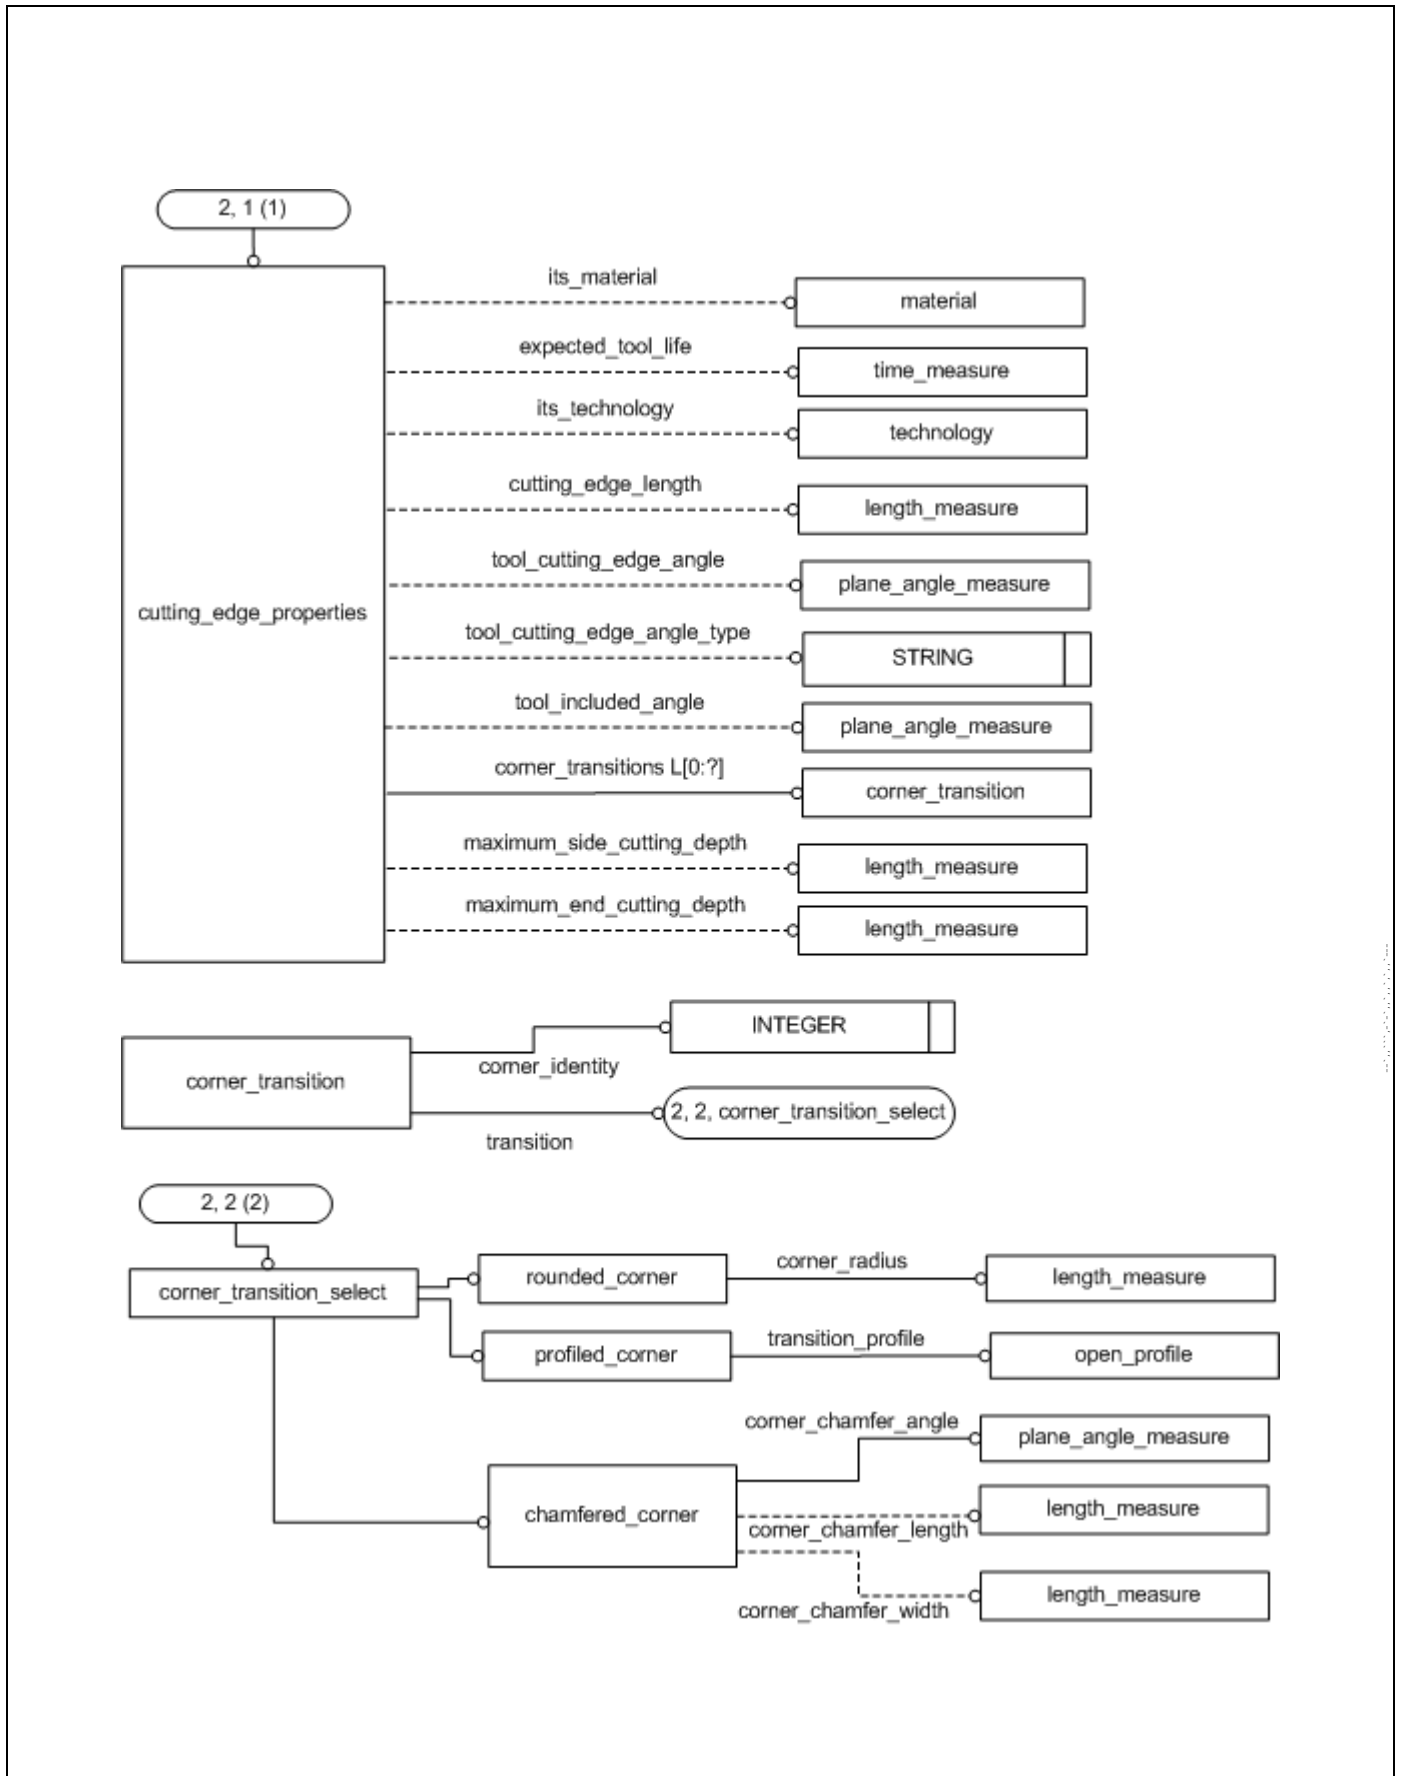 2, 1 (1)
its_material
material
expected_tool_life
time_measure
its_technology
technology
cutting_edge_length
length_measure
tool_cutting_edge_angle
plane_angle_measure
cutting_edge_properties
tool_cutting_edge_angle_type
STRING
tool_included_angle
plane_angle_measure
corner_transitions L[0:?]
corner_transition
maximum_side_cutting_depth
length_measure
maximum_end_cutting_depth
length_measure
INTEGER
corner_identity
corner_transition
2, 2, corner_transition_select
transition
2, 2 (2)
corner_transition_select
rounded_corner
corner_radius
length_measure
profiled_corner
transition_profile
open_profile
corner_chamfer_angle
plane_angle_measure
chamfered_corner
length_measure
corner_chamfer_length
length_measure
corner_chamfer_width